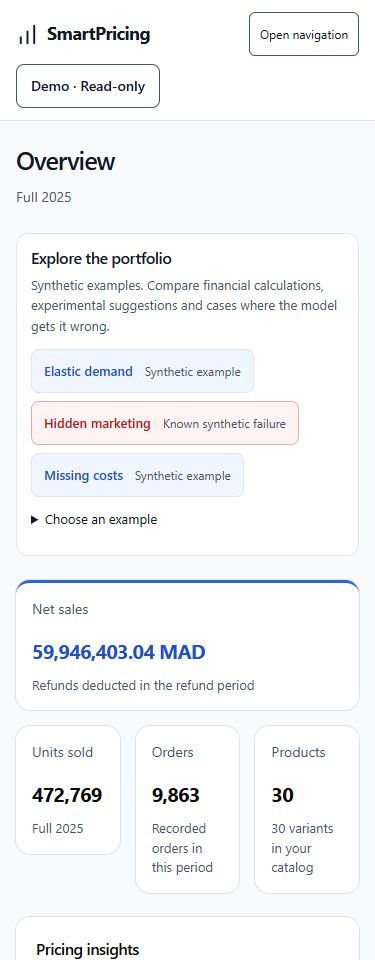 SmartPricing
Open navigation
Demo · Read-only
Overview
Full 2025
Explore the portfolio
Synthetic examples. Compare financial calculations,
experimental suggestions and cases where the model
gets it wrong.
Elastic demand Synthetic example
Hidden marketing Known synthetic failure
Missing costs Synthetic example
Choose an example
Net sales
59,946,403.04 MAD
Refunds deducted in the refund period
Units sold
472,769
Full 2025
Orders
9,863
Recorded
orders in
this period
Products
30
30 variants
in your
catalog
Pricing insights